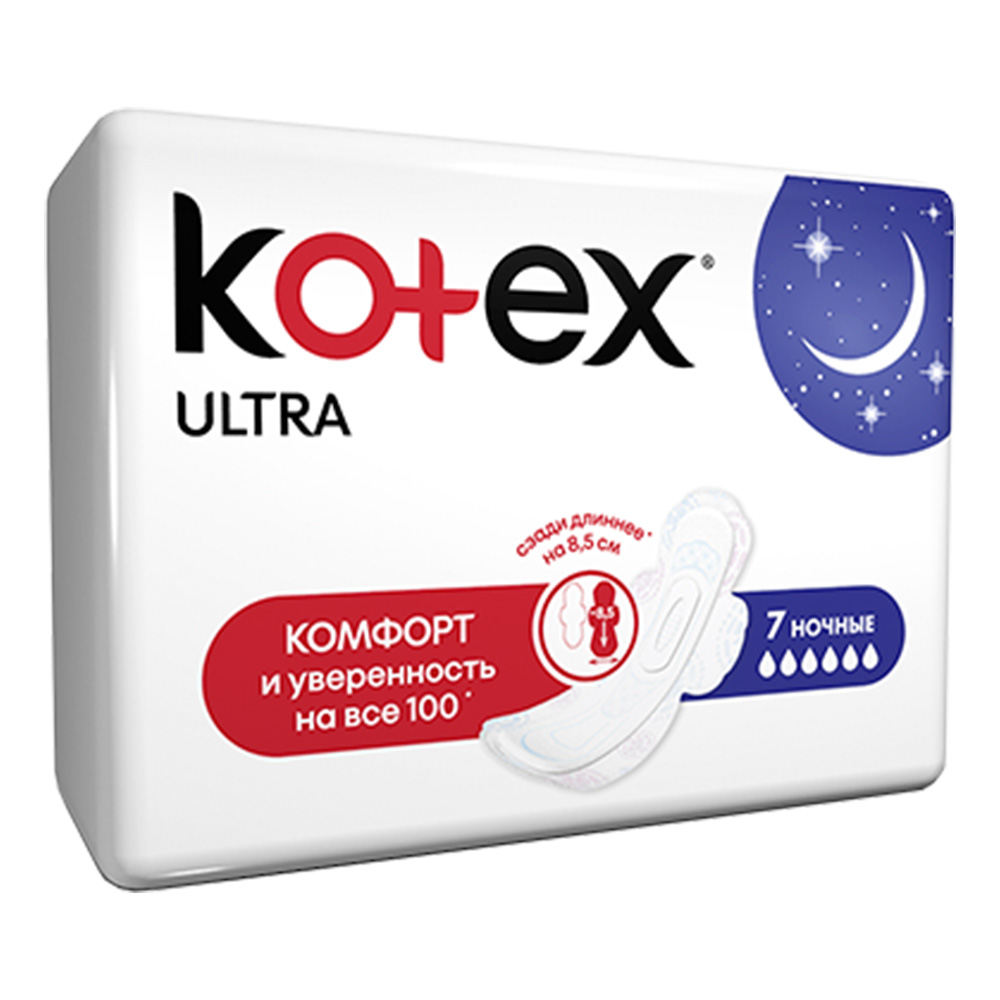 kotex®
ULTRA
сзади длиннее*
на 8,5 см
-8,5
КОМФОРТ
и уверенность
на все 100*
7 ночные